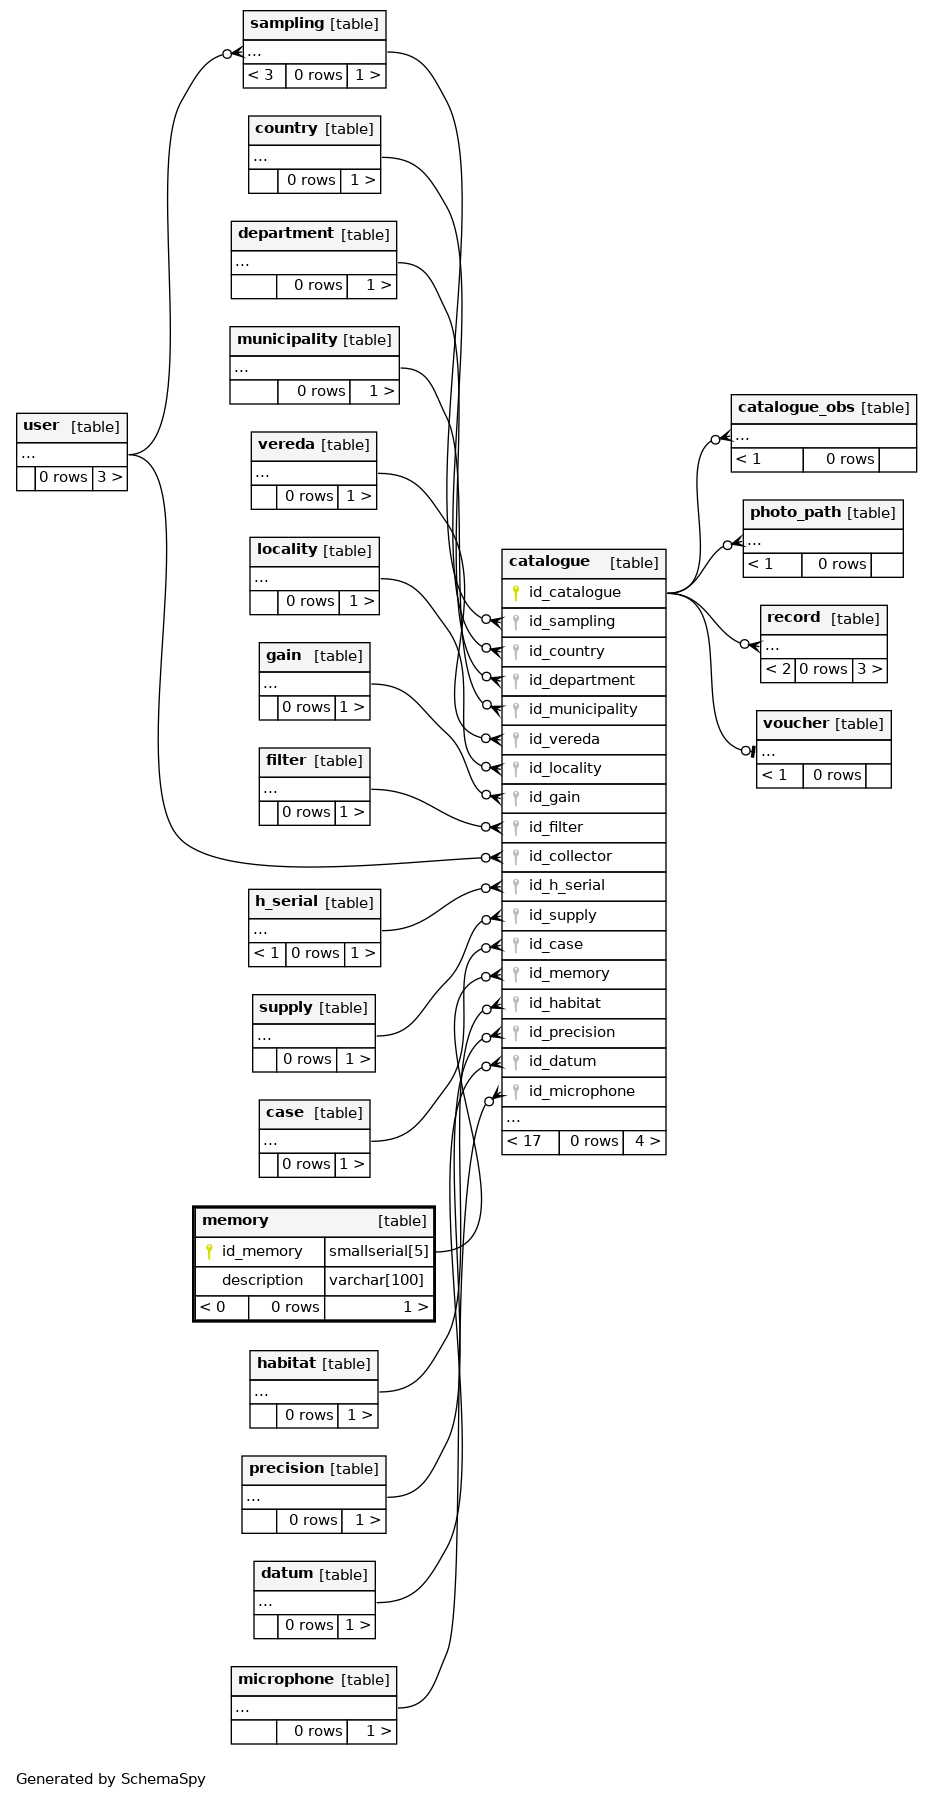 sampling [table]
...
< 3 0 rows 1 >
country [table]
...
0 rows 1 >
department [table]
...
0 rows 1 >
municipality [table]
...
0 rows 1 >
user [table]
...
0 rows 3 >
vereda [table]
...
0 rows 1 >
locality [table]
...
0 rows 1 >
gain [table]
...
0 rows 1 >
filter [table]
...
0 rows 1 >
h_serial [table]
...
< 1 0 rows 1 >
supply [table]
...
0 rows 1 >
case [table]
...
0 rows 1 >
memory [table]
id_memory smallserial[5]
description varchar[100]
< 0 0 rows 1 >
habitat [table]
...
0 rows 1 >
precision [table]
...
0 rows 1 >
datum [table]
...
0 rows 1 >
microphone [table]
...
0 rows 1 >
catalogue [table]
id_catalogue
id_sampling
id_country
id_department
id_municipality
id_vereda
id_locality
id_gain
id_filter
id_collector
id_h_serial
id_supply
id_case
id_memory
id_habitat
id_precision
id_datum
id_microphone
...
< 17 0 rows 4 >
catalogue_obs [table]
...
< 1 0 rows
photo_path [table]
...
< 1 0 rows
record [table]
...
< 2 0 rows 3 >
voucher [table]
...
< 1 0 rows
Generated by SchemaSpy